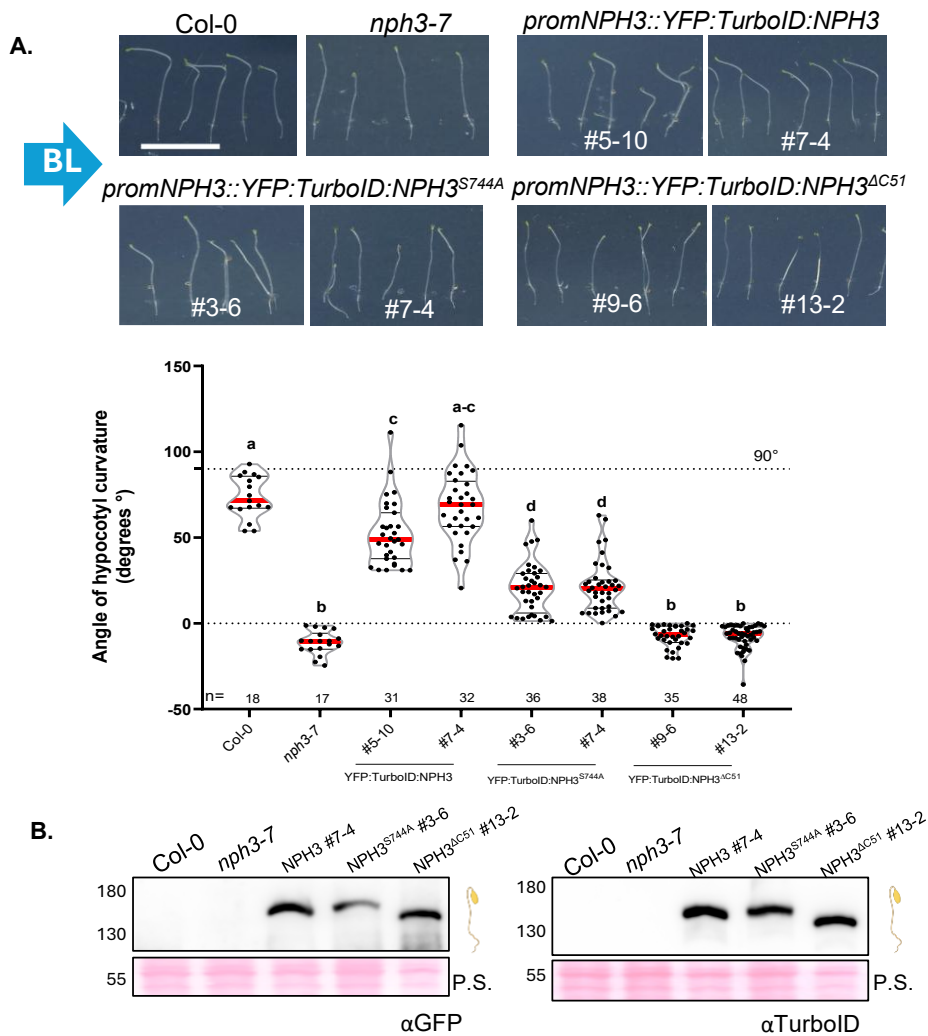 A.
Col-0 nph3-7 promNPH3::YFP:TurboID:NPH3
BL
#5-10 #7-4
promNPH3::YFP:TurboID:NPH3S744A promNPH3::YFP:TurboID:NPH3ΔC51
#3-6 #7-4 #9-6 #13-2
Angle of hypocotyl curvature
(degrees °)
150
100
50
0
-50
90°
a b c a-c d d b b
n= 18 17 31 32 36 38 35 48
Col-0 nph3-7 #5-10 #7-4 #3-6 #7-4 #9-6 #13-2
YFP:TurboID:NPH3 YFP:TurboID:NPH3S744A YFP:TurboID:NPH3ΔC51
B.
Col-0 nph3-7 NPH3 #7-4 NPH3S744A #3-6 NPH3ΔC51 #13-2
180
130
55
P.S.
αGFP
Col-0 nph3-7 NPH3 #7-4 NPH3S744A #3-6 NPH3ΔC51 #13-2
180
130
55
P.S.
αTurboID